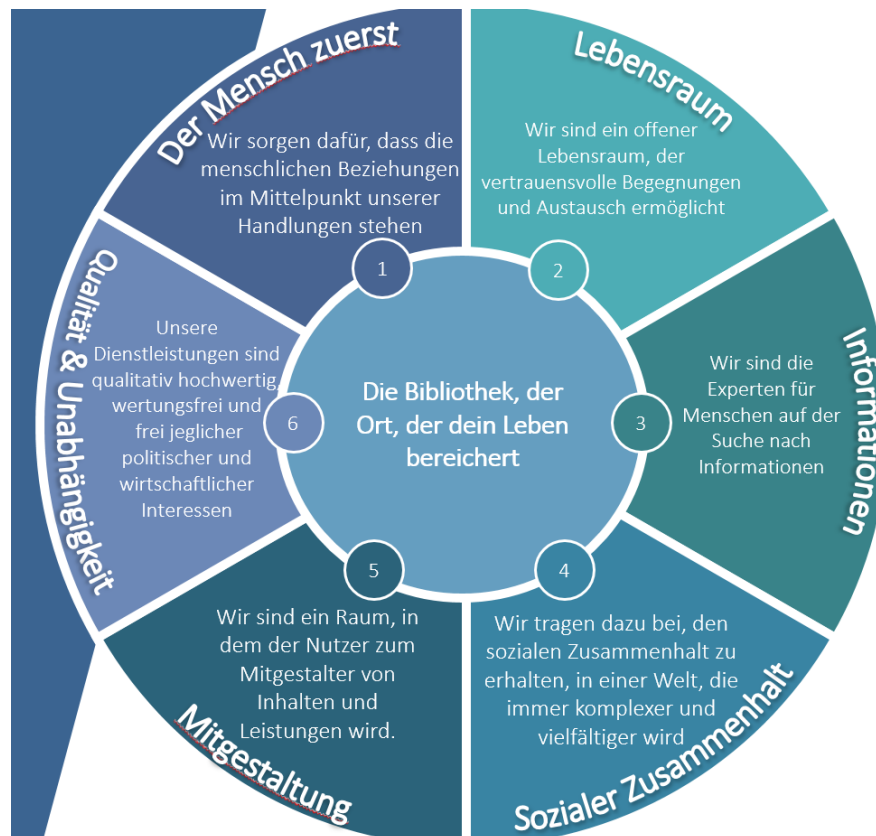 Der Mensch zuerst
Wir sorgen dafür, dass die
menschlichen Beziehungen
im Mittelpunkt unserer
Handlungen stehen
1
Lebensraum
Wir sind ein offener
Lebensraum, der
vertrauensvolle Begegnungen
und Austausch ermöglicht
2
Informationen
Wir sind die
Experten für
Menschen auf der
Suche nach
Informationen
3
Sozialer Zusammenhalt
4
Wir tragen dazu bei, den
sozialen Zusammenhalt zu
erhalten, in einer Welt, die
immer komplexer und
vielfältiger wird
Mitgestaltung
5
Wir sind ein Raum, in
dem der Nutzer zum
Mitgestalter von
Inhalten und
Leistungen wird.
Qualität & Unabhängigkeit
Unsere
Dienstleistungen sind
qualitativ hochwertig,
wertungsfrei und
frei jeglicher
politischer und
wirtschaftlicher
Interessen
6
Die Bibliothek, der
Ort, der dein Leben
bereichert